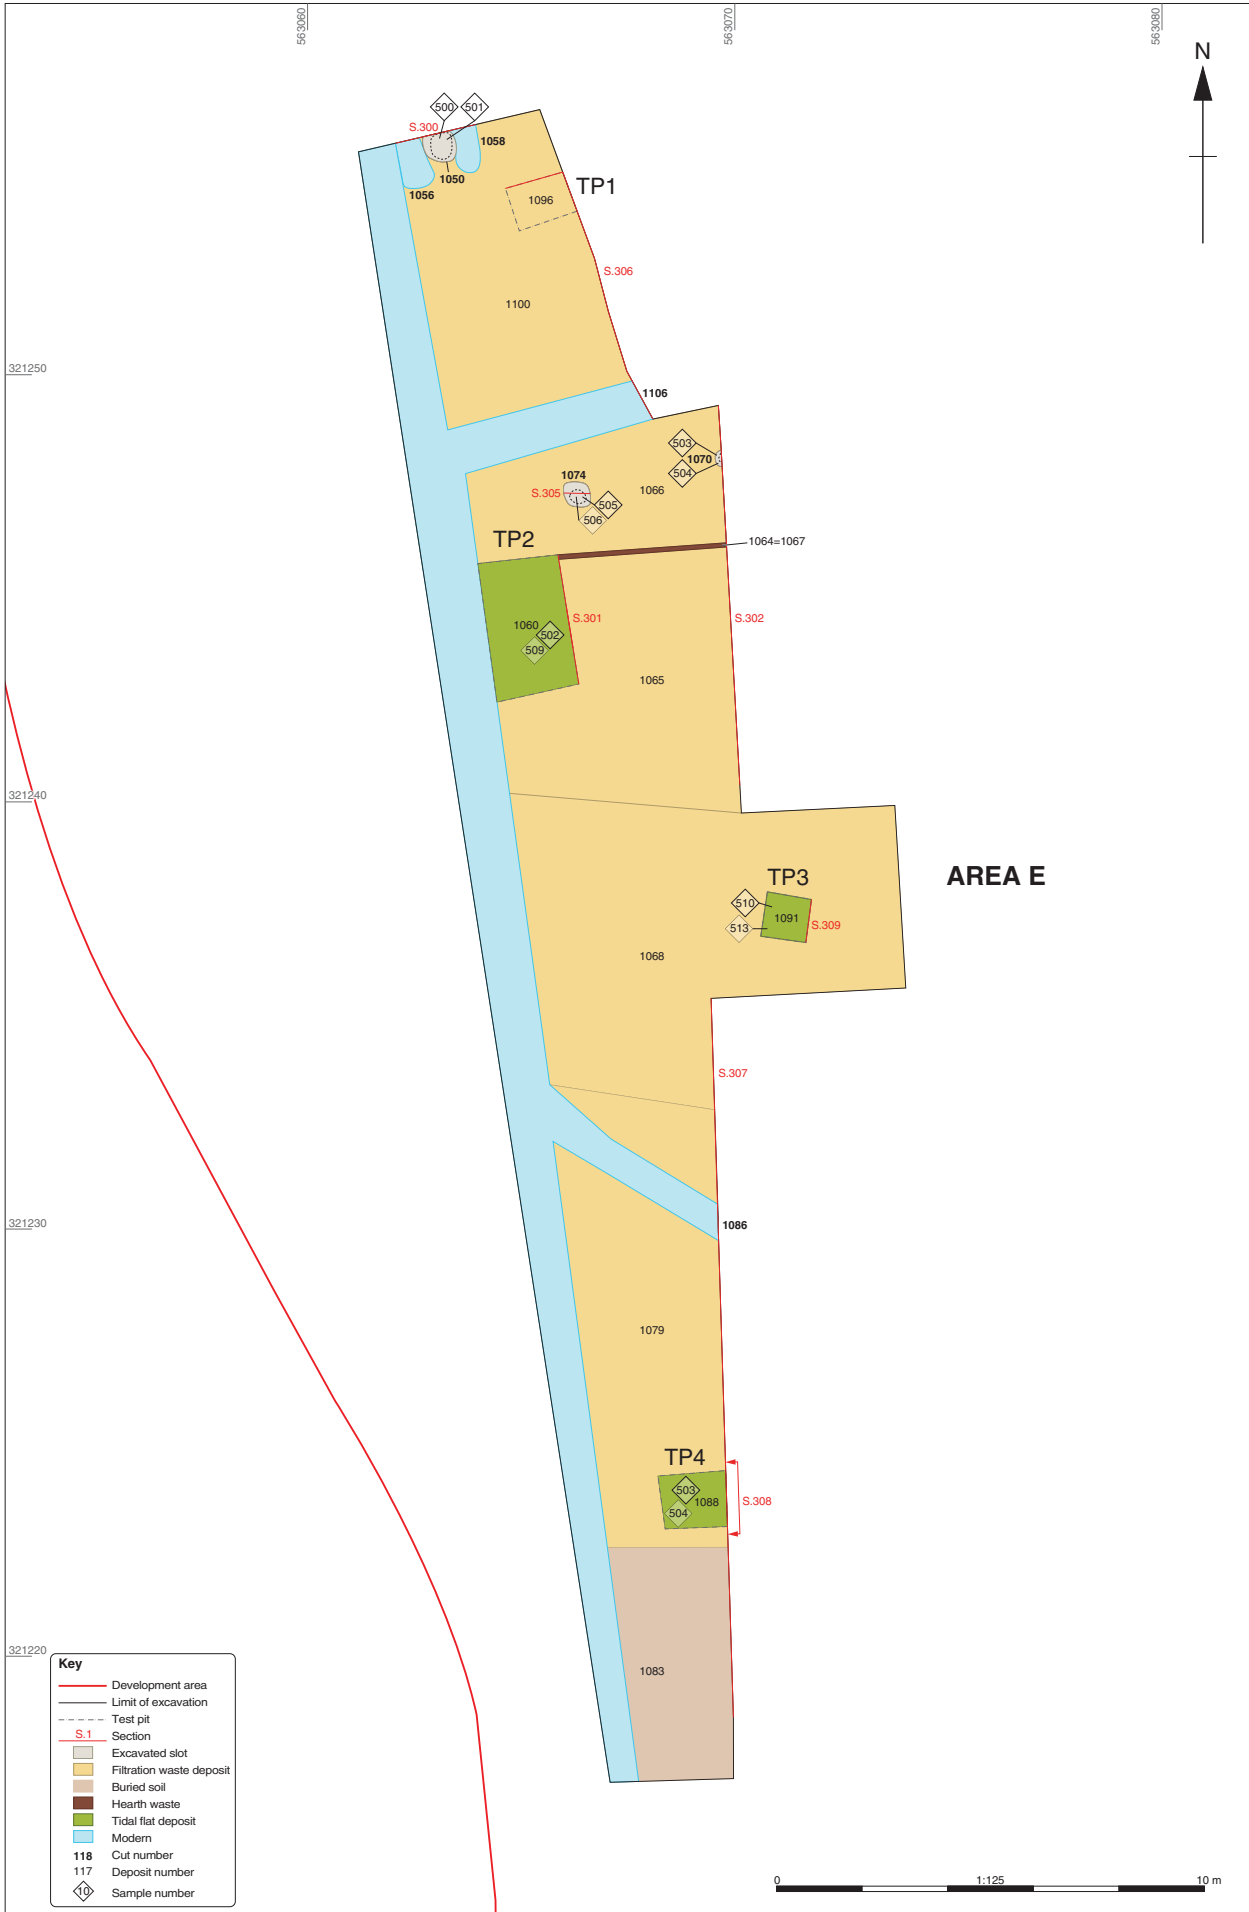 563060
563070
563080
N
500
501
S.300
1058
1050
1056
TP1
1096
S.306
1100
321250
1106
503
1070
504
1074
1066
S.305
505
506
TP2
1064=1067
1060
502
509
S.301
S.302
1065
321240
AREA E
TP3
510
1091
513
S.309
1068
S.307
321230
1086
1079
TP4
503
1088
504
S.308
321220
1083
Key
Development area
Limit of excavation
Test pit
S.1 Section
Excavated slot
Filtration waste deposit
Buried soil
Hearth waste
Tidal flat deposit
Modern
118 Cut number
117 Deposit number
10 Sample number
0 1:125 10 m